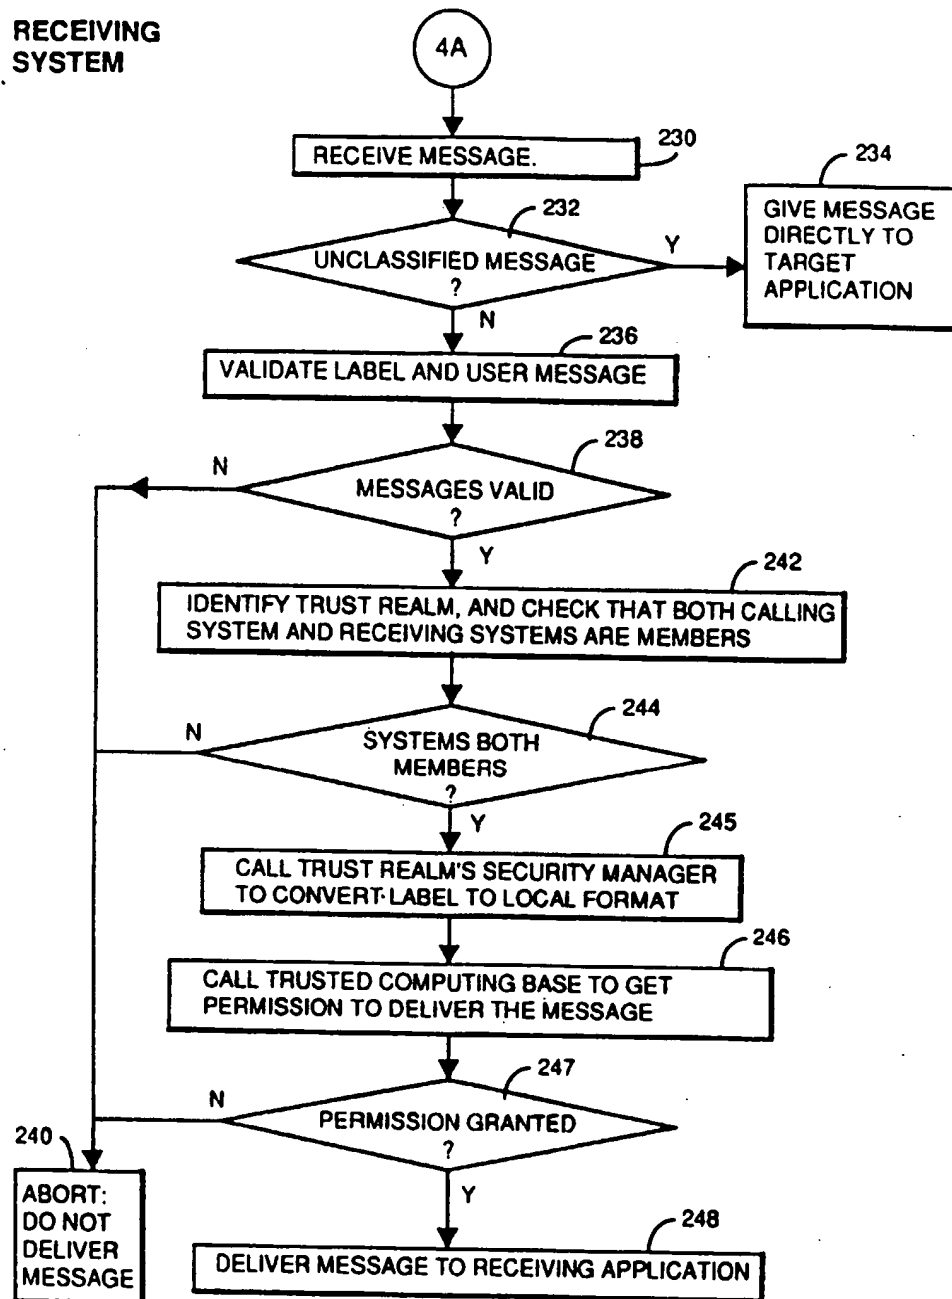 RECEIVING
SYSTEM
4A
230
RECEIVE MESSAGE.
232
234
UNCLASSIFIED MESSAGE
?
Y
GIVE MESSAGE
DIRECTLY TO
TARGET
APPLICATION
N
236
VALIDATE LABEL AND USER MESSAGE
238
N
MESSAGES VALID
?
Y
242
IDENTIFY TRUST REALM, AND CHECK THAT BOTH CALLING
SYSTEM AND RECEIVING SYSTEMS ARE MEMBERS
244
N
SYSTEMS BOTH
MEMBERS
?
Y
245
CALL TRUST REALM'S SECURITY MANAGER
TO CONVERT LABEL TO LOCAL FORMAT
246
CALL TRUSTED COMPUTING BASE TO GET
PERMISSION TO DELIVER THE MESSAGE
247
N
PERMISSION GRANTED
?
Y
240
ABORT:
DO NOT
DELIVER
MESSAGE
248
DELIVER MESSAGE TO RECEIVING APPLICATION